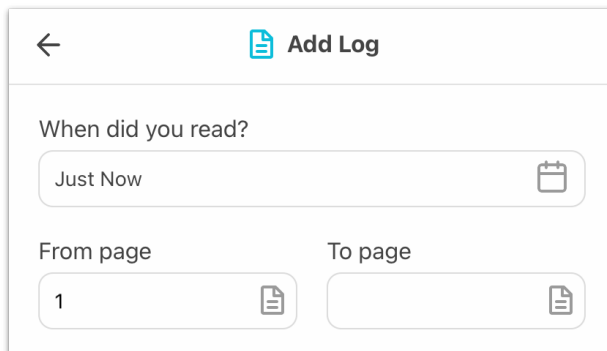 Add Log
When did you read?
Just Now
From page
To page
1